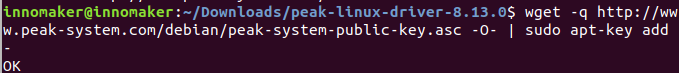 innomaker@innomaker:~/Downloads/peak-linux-driver-8.13.0$ wget -q http://ww
w.peak-system.com/debian/peak-system-public-key.asc -O- | sudo apt-key add 
-
OK